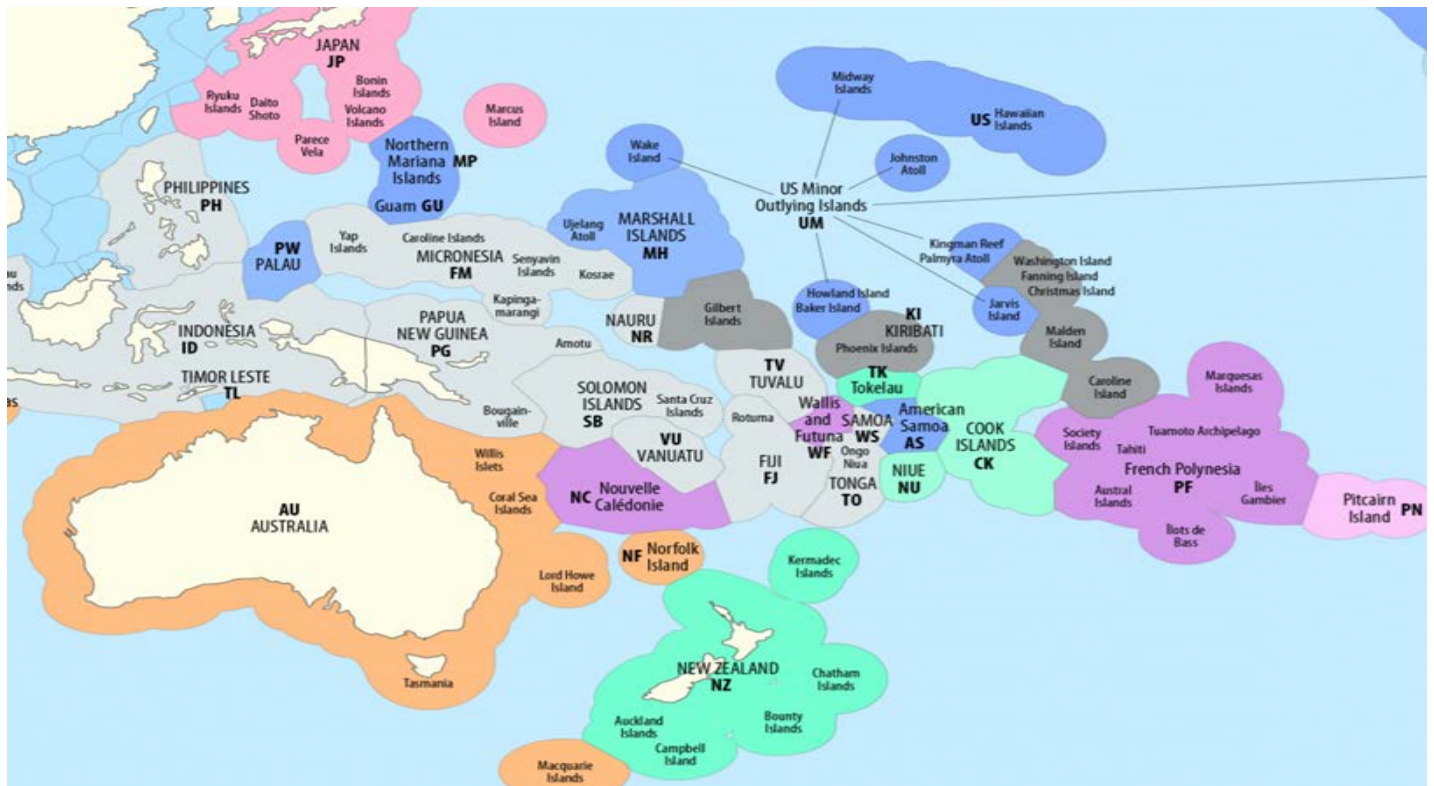 JAPAN
JP
Ryuku
Islands
Daito
Shoto
Bonin
Islands
Volcano
Islands
Parece
Vela
Marcus
Island
Midway
Islands
US Hawaiian
Islands
Northern
Mariana MP
Islands
Guam GU
Wake
Island
Johnston
Atoll
US Minor
Outlying Islands
UM
PHILIPPINES
PH
PW
PALAU
Yap
Islands
Caroline Islands
MICRONESIA
FM
Senyavin
Islands
Kosrae
Kapinga-
marangi
Ujelang
Atoll
MARSHALL
ISLANDS
MH
Kingman Reef
Palmyra Atoll
Washington Island
Fanning Island
Christmas Island
Jarvis
Island
Howland Island
Baker Island
KI
KIRIBATI
Phoenix Islands
Malden
Island
Caroline
Island
Gilbert
Islands
NAURU
NR
INDONESIA
ID
PAPUA
NEW GUINEA
PG
Amotu
TIMOR LESTE
TL
Bougain-
ville
SOLOMON
ISLANDS
SB
Santa Cruz
Islands
TV
TUVALU
TK
Tokelau
Rotuma
Wallis
and
Futuna
WF
SAMOA
WS
American
Samoa
AS
COOK
ISLANDS
CK
Marquesas
Islands
Society
Islands
Tahiti
Tuamoto Archipelago
French Polynesia
PF
Austral
Islands
Îles
Gambier
Îlots de
Bass
Pitcairn
Island PN
VU
VANUATU
FIJI
FJ
Ongo
Niua
TONGA
TO
NIUE
NU
Willis
Islets
Coral Sea
Islands
NC Nouvelle
Calédonie
AU
AUSTRALIA
NF Norfolk
Island
Lord Howe
Island
Kermadec
Islands
Tasmania
NEW ZEALAND
NZ
Chatham
Islands
Auckland
Islands
Bounty
Islands
Campbell
Island
Macquarie
Islands